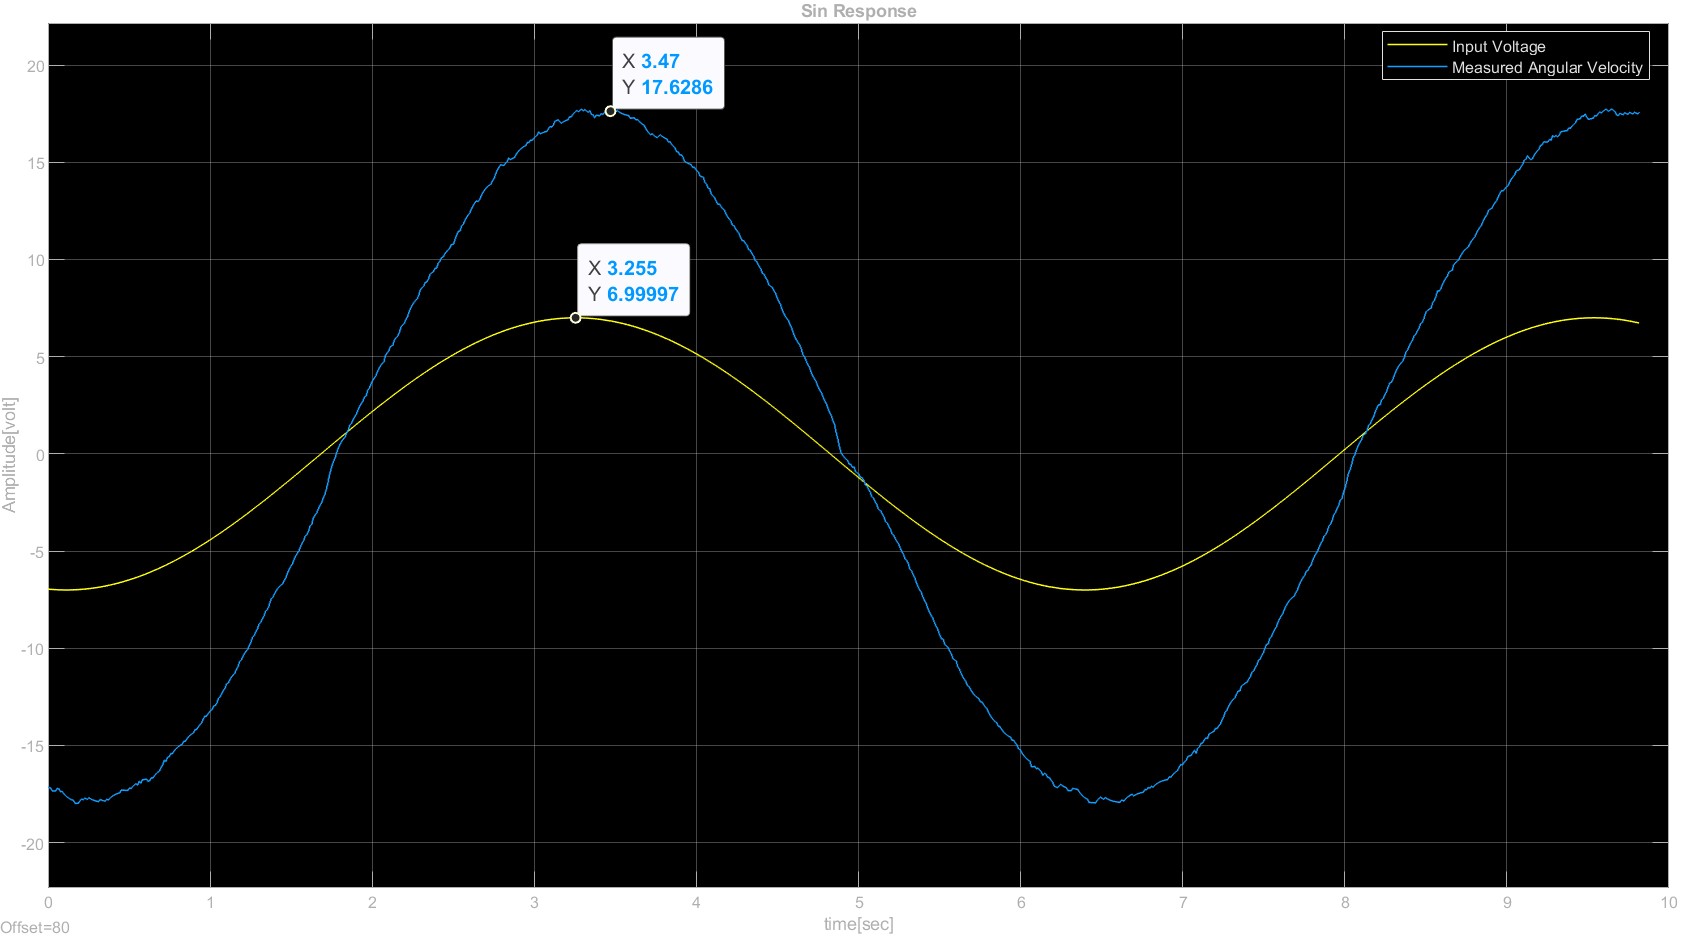 Sin Response
Input Voltage
Measured Angular Velocity
X 3.47
Y 17.6286
X 3.255
Y 6.99997
Amplitude[volt]
20
15
10
5
0
-5
-10
-15
-20
0 1 2 3 4 5 6 7 8 9 10
time[sec]
Offset=80